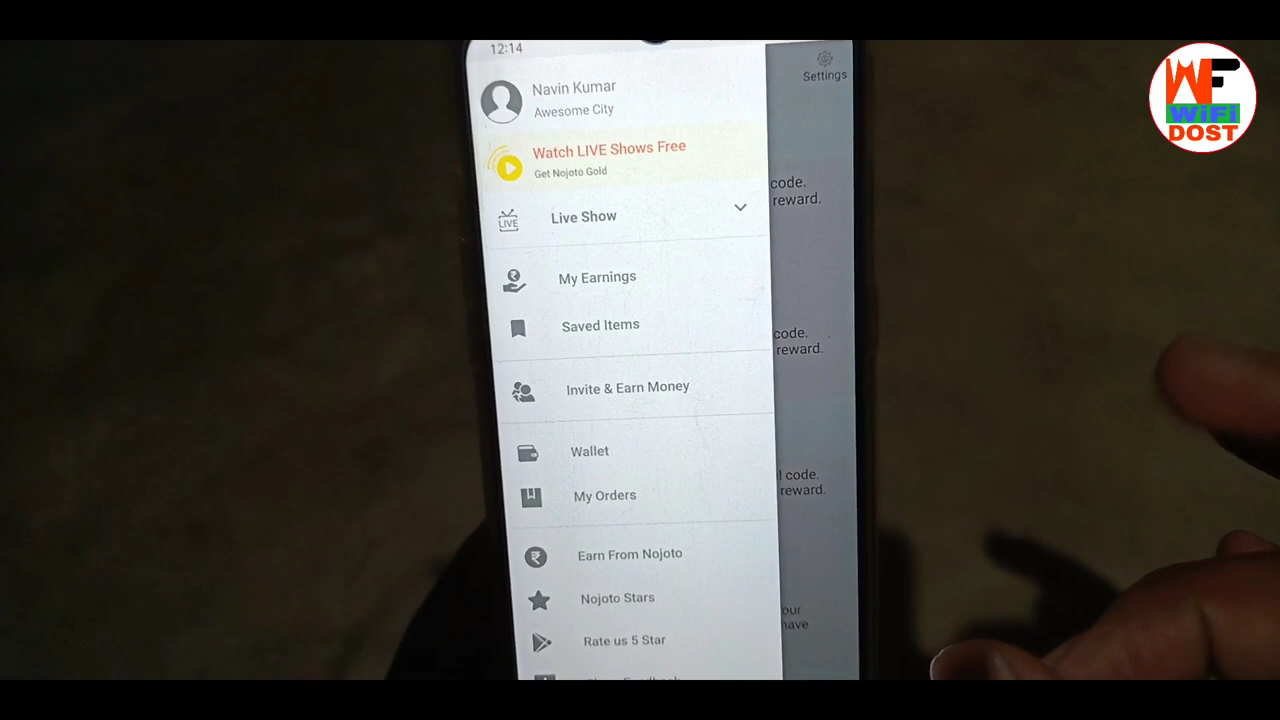 12:14
Settings
Navin Kumar
Awesome City
Watch LIVE Shows Free
Get Nojoto Gold
LIVE
Live Show
My Earnings
Saved Items
Invite & Earn Money
Wallet
My Orders
Earn From Nojoto
Nojoto Stars
Rate us 5 Star
code.
reward.
code.
reward.
code.
reward.
our
have
WF
WiFi
DOST